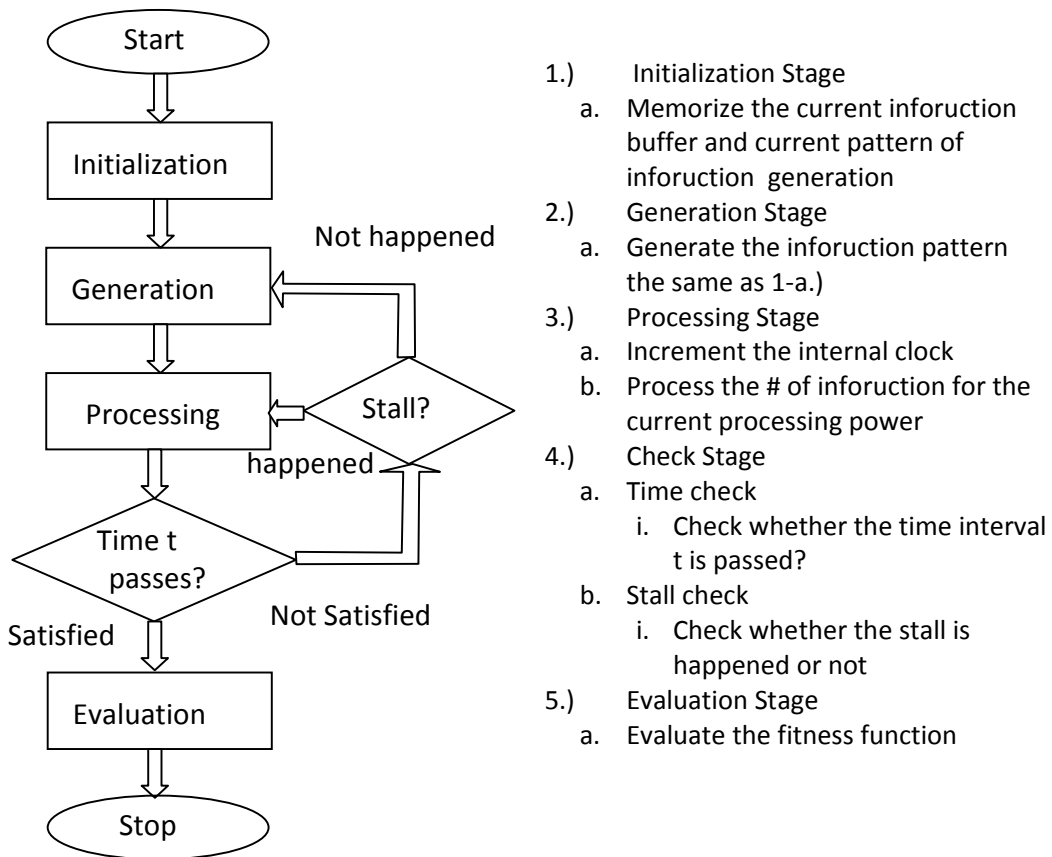 Start
Initialization
Not happened
Generation
Processing
Stall?
happened
Time t
passes?
Not Satisfied
Satisfied
Evaluation
Stop
1.) Initialization Stage
a. Memorize the current inforuction
buffer and current pattern of
inforuction generation
2.) Generation Stage
a. Generate the inforuction pattern
the same as 1-a.)
3.) Processing Stage
a. Increment the internal clock
b. Process the # of inforuction for the
current processing power
4.) Check Stage
a. Time check
i. Check whether the time interval
t is passed?
b. Stall check
i. Check whether the stall is
happened or not
5.) Evaluation Stage
a. Evaluate the fitness function